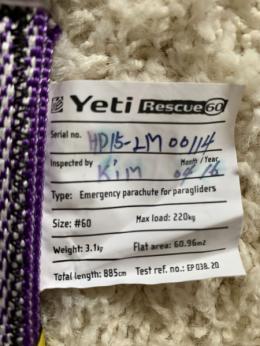 Yeti Rescue 60
Serial no. HD15-LM 00114
Inspected by Kim Month / Year 04/16
Type: Emergency parachute for paragliders
Size: #60 Max load: 220kg
Weight: 3.1kg Flat area: 60.96m2
Total length: 885cm Test ref. no.: EP 038.20